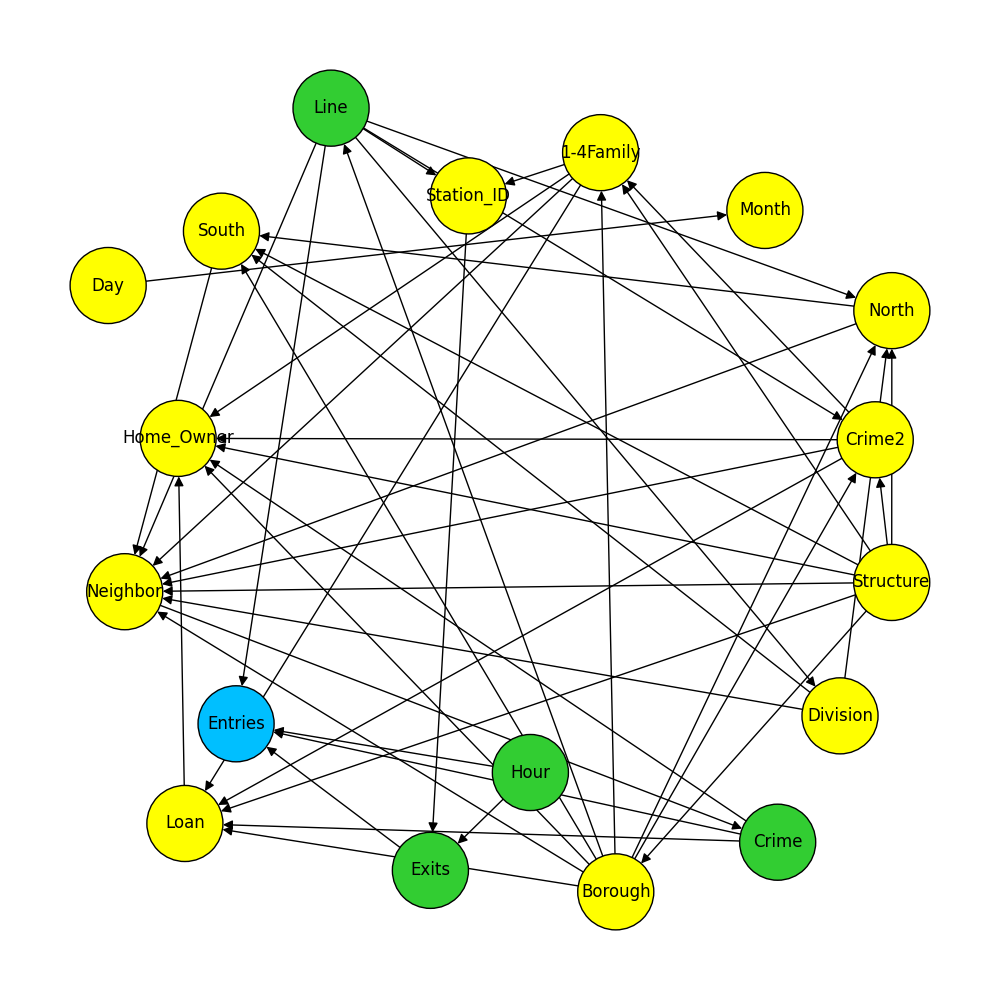 Line
1-4Family
Station_ID
Month
South
Day
North
Home_Owner
Crime2
Structure
Neighbor
Division
Entries
Hour
Loan
Crime
Exits
Borough